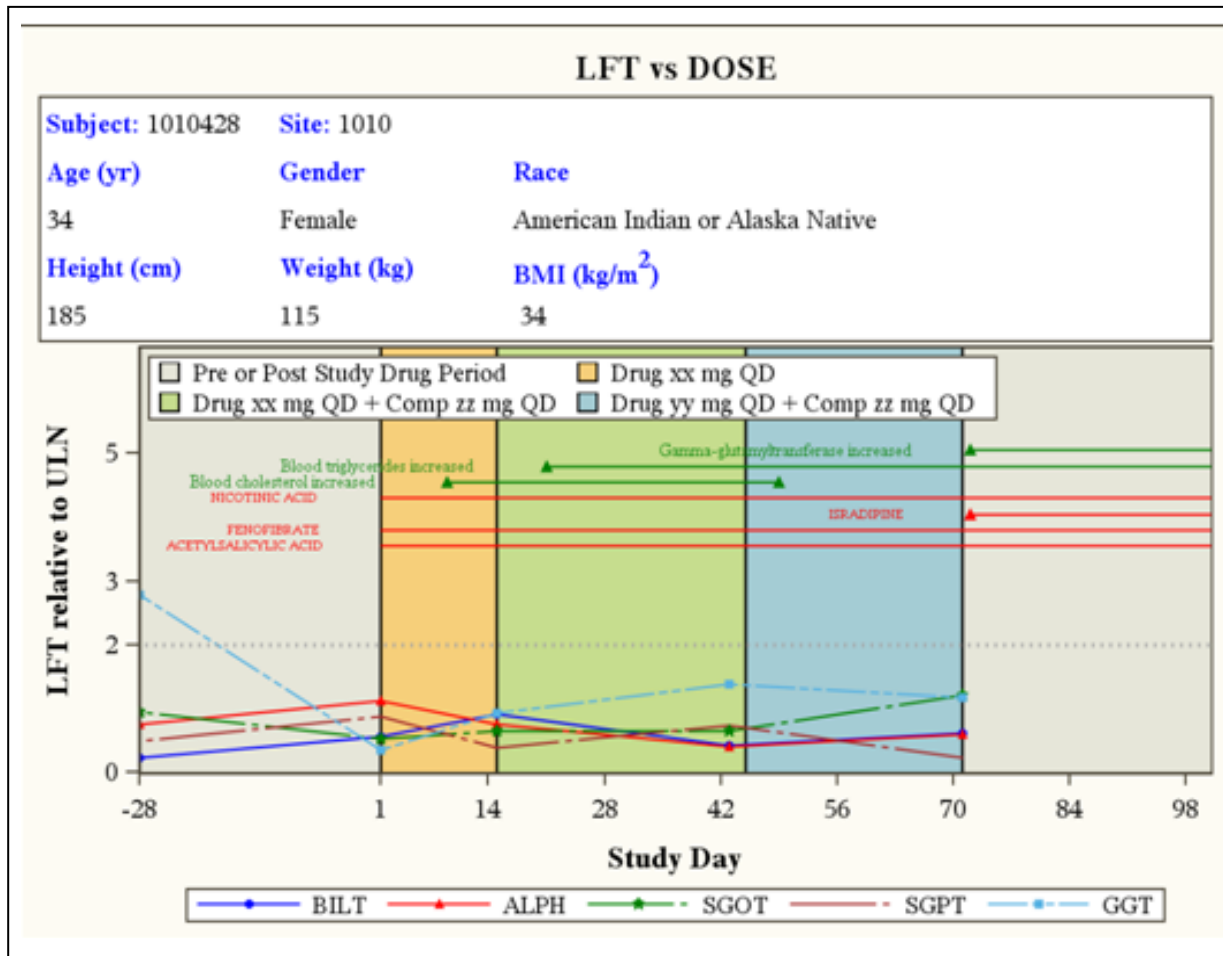 LFT vs DOSE
Subject: 1010428 Site: 1010
Age (yr) Gender Race
34 Female American Indian or Alaska Native
Height (cm) Weight (kg) BMI (kg/m²)
185 115 34
Pre or Post Study Drug Period Drug xx mg QD
Drug xx mg QD + Comp zz mg QD Drug yy mg QD + Comp zz mg QD
5
Gamma-glutamyltransferase increased
Blood triglycerides increased
Blood cholesterol increased
NICOTINIC ACID
ISRADIPINE
FENOFIBRATE
ACETYLSALICYLIC ACID
3
2
0
LFT relative to ULN
-28 1 14 28 42 56 70 84 98
Study Day
BILT ALPH SGOT SGPT GGT